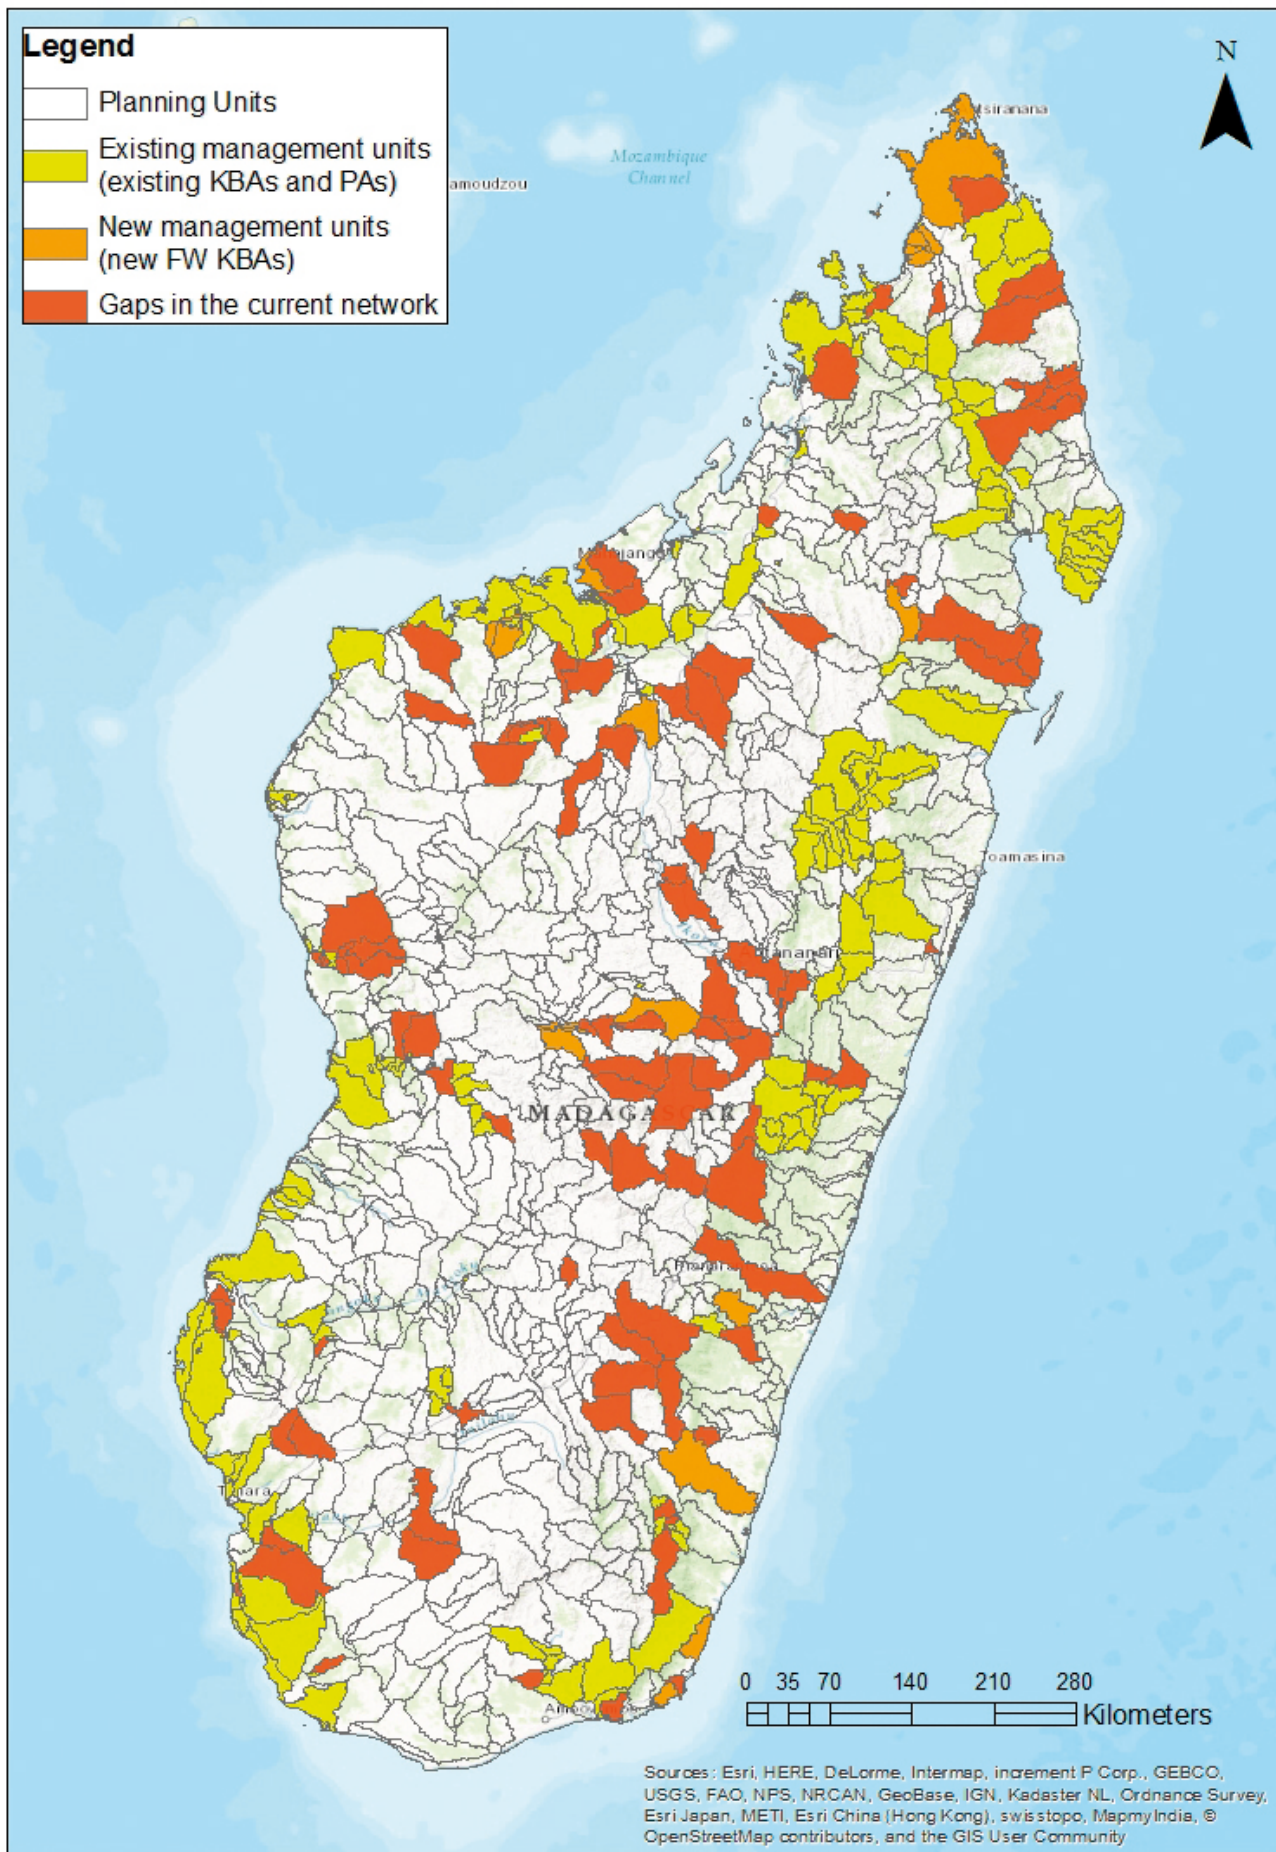 Legend
Planning Units
Existing management units
(existing KBAs and PAs)
New management units
(new FW KBAs)
Gaps in the current network
N
tsiranana
Mozambique
Channel
amoudzou
oamasina
MADAGASCAR
0 35 70 140 210 280
Kilometers
Sources: Esri, HERE, DeLorme, Intermap, increment P Corp., GEBCO,
USGS, FAO, NPS, NRCAN, GeoBase, IGN, Kadaster NL, Ordnance Survey,
Esri Japan, METI, Esri China (Hong Kong), swisstopo, MapmyIndia, ©
OpenStreetMap contributors, and the GIS User Community